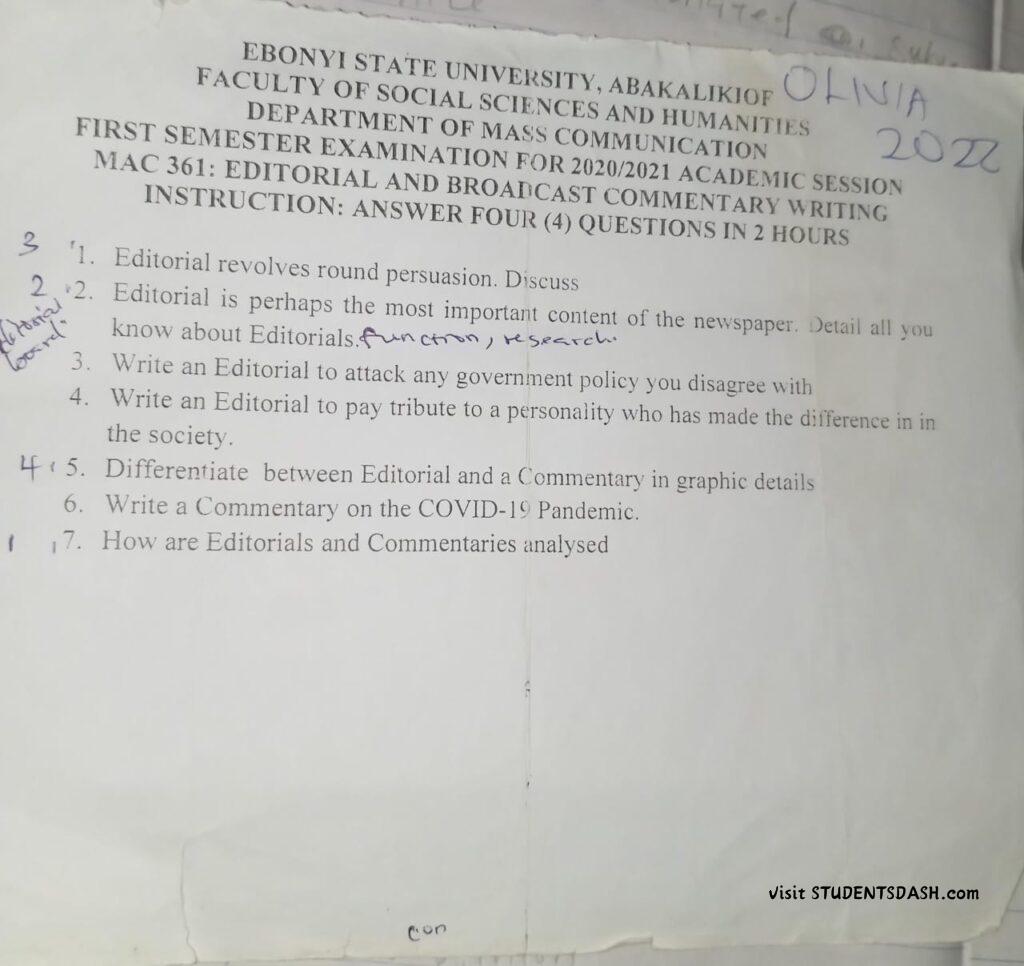 EBONYI STATE UNIVERSITY, ABAKALIKIOF OLIVIA
FACULTY OF SOCIAL SCIENCES AND HUMANITIES
2022
DEPARTMENT OF MASS COMMUNICATION
FIRST SEMESTER EXAMINATION FOR 2020/2021 ACADEMIC SESSION
MAC 361: EDITORIAL AND BROADCAST COMMENTARY WRITING
INSTRUCTION: ANSWER FOUR (4) QUESTIONS IN 2 HOURS
3 1. Editorial revolves round persuasion. Discuss
2 2. Editorial is perhaps the most important content of the newspaper. Detail all you
know about Editorials. function, research.
board.
3. Write an Editorial to attack any government policy you disagree with
4. Write an Editorial to pay tribute to a personality who has made the difference in in
the society.
4 5. Differentiate between Editorial and a Commentary in graphic details
6. Write a Commentary on the COVID-19 Pandemic.
1 7. How are Editorials and Commentaries analysed
visit STUDENTSDASH.com
con